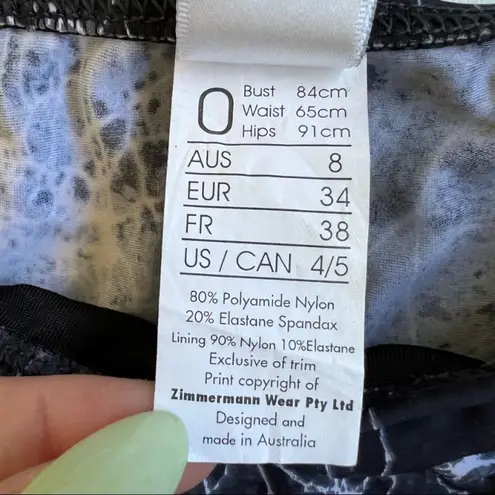 0 Bust 84cm
Waist 65cm
Hips 91cm
AUS 8
EUR 34
FR 38
US / CAN 4/5
80% Polyamide Nylon
20% Elastane Spandax
Lining 90% Nylon 10%Elastane
Exclusive of trim
Print copyright of
Zimmermann Wear Pty Ltd
Designed and
made in Australia